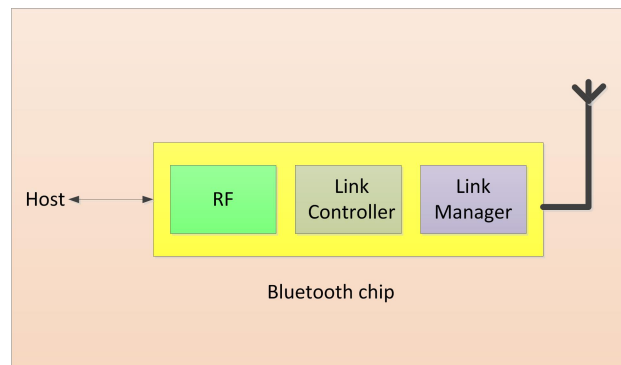 Host
RF
Link
Controller
Link
Manager
Bluetooth chip